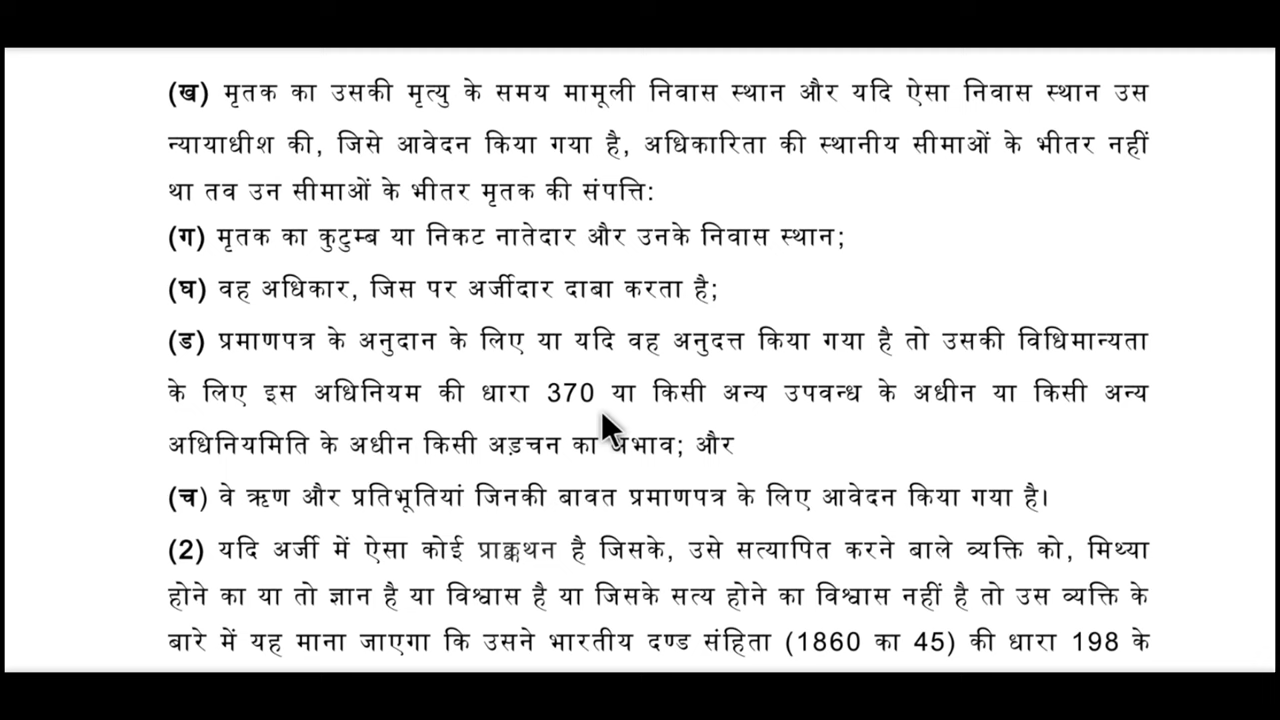 (ख) मृतक का उसकी मृत्यु के समय मामूली निवास स्थान और यदि ऐसा निवास स्थान उस
न्यायाधीश की, जिसे आवेदन किया गया है, अधिकारिता की स्थानीय सीमाओं के भीतर नहीं
था तव उन सीमाओं के भीतर मृतक की संपत्ति:
(ग) मृतक का कुटुम्ब या निकट नातेदार और उनके निवास स्थान;
(घ) वह अधिकार, जिस पर अर्जीदार दाबा करता है;
(ड) प्रमाणपत्र के अनुदान के लिए या यदि वह अनुदत्त किया गया है तो उसकी विधिमान्यता
के लिए इस अधिनियम की धारा 370 या किसी अन्य उपवन्ध के अधीन या किसी अन्य
अधिनियमिति के अधीन किसी अड़चन का अभाव; और
(च) वे ऋण और प्रतिभूतियां जिनकी बावत प्रमाणपत्र के लिए आवेदन किया गया है।
(2) यदि अर्जी में ऐसा कोई प्राक्कथन है जिसके, उसे सत्यापित करने बाले व्यक्ति को, मिथ्या
होने का या तो ज्ञान है या विश्वास है या जिसके सत्य होने का विश्वास नहीं है तो उस व्यक्ति के
बारे में यह माना जाएगा कि उसने भारतीय दण्ड संहिता (1860 का 45) की धारा 198 के